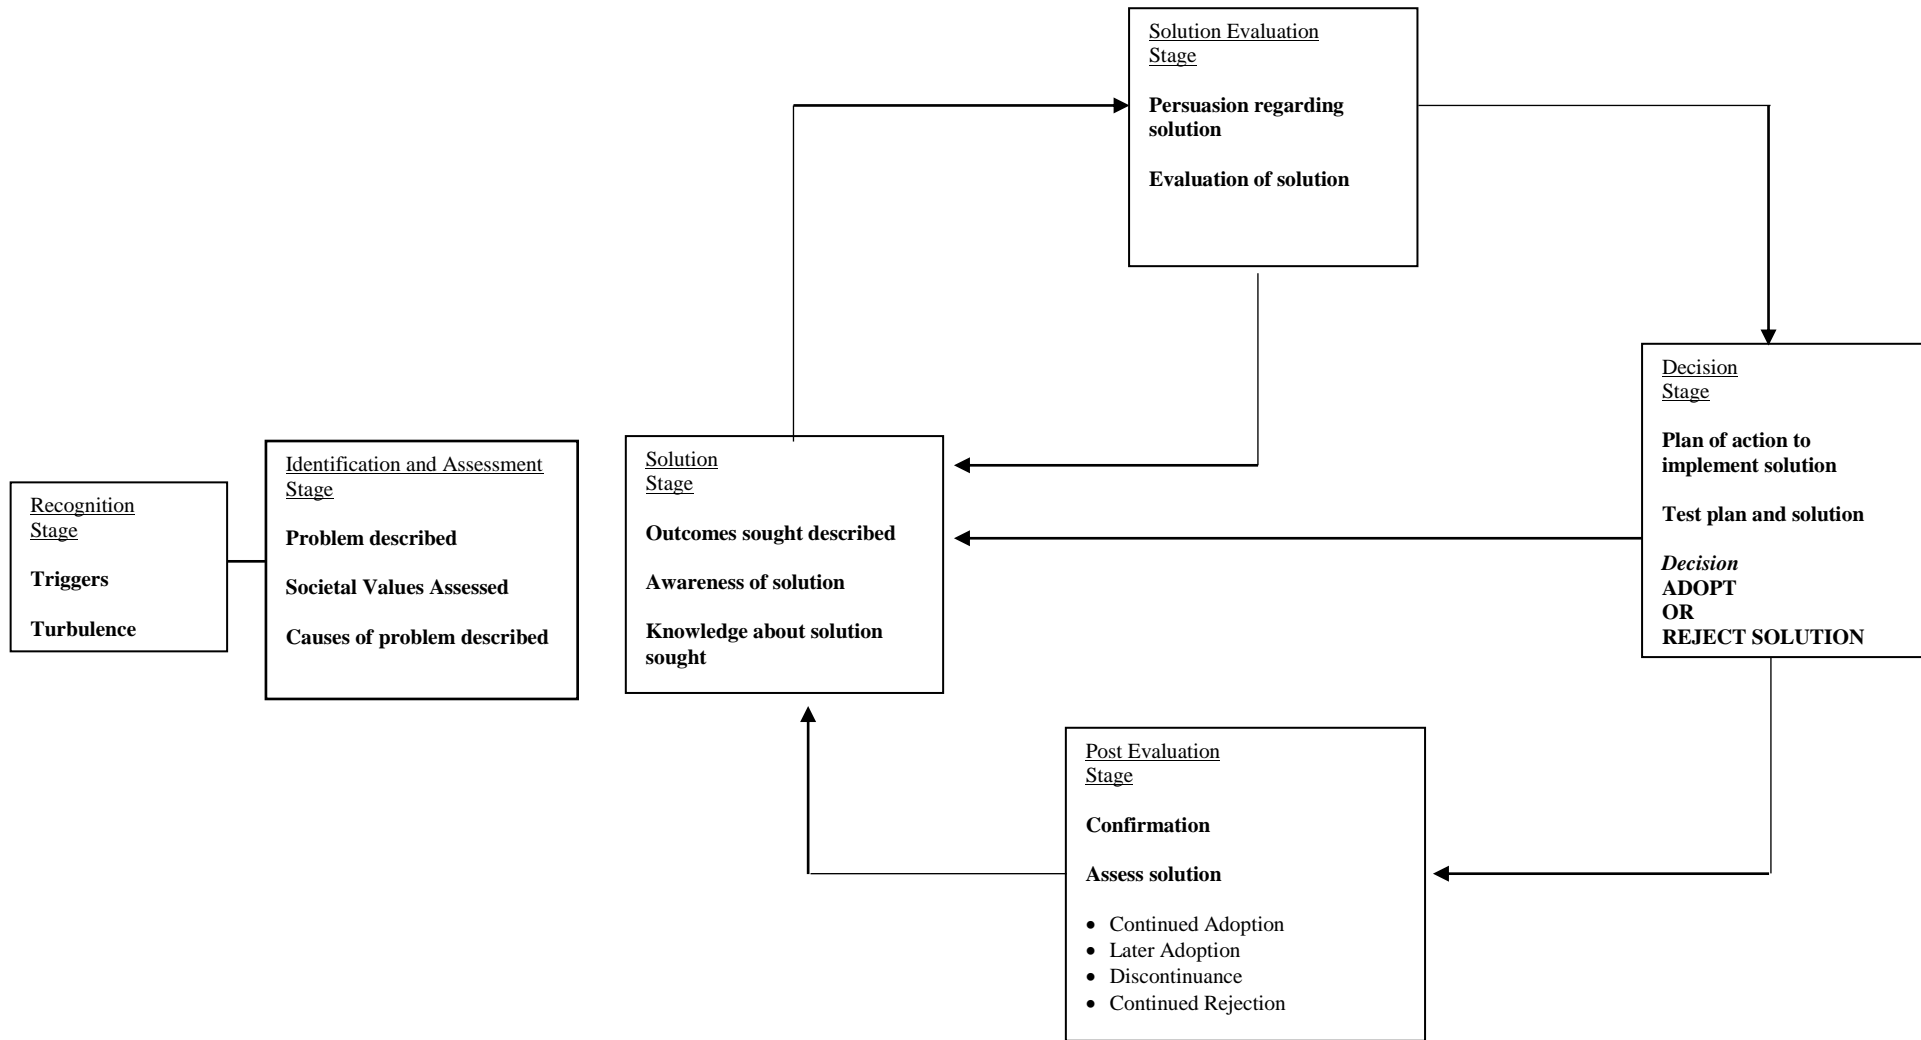 Recognition
Stage
Triggers
Turbulence
Identification and Assessment
Stage
Problem described
Societal Values Assessed
Causes of problem described
Solution
Stage
Outcomes sought described
Awareness of solution
Knowledge about solution
sought
Solution Evaluation
Stage
Persuasion regarding
solution
Evaluation of solution
Decision
Stage
Plan of action to
implement solution
Test plan and solution
Decision
ADOPT
OR
REJECT SOLUTION
Post Evaluation
Stage
Confirmation
Assess solution
• Continued Adoption
• Later Adoption
• Discontinuance
• Continued Rejection